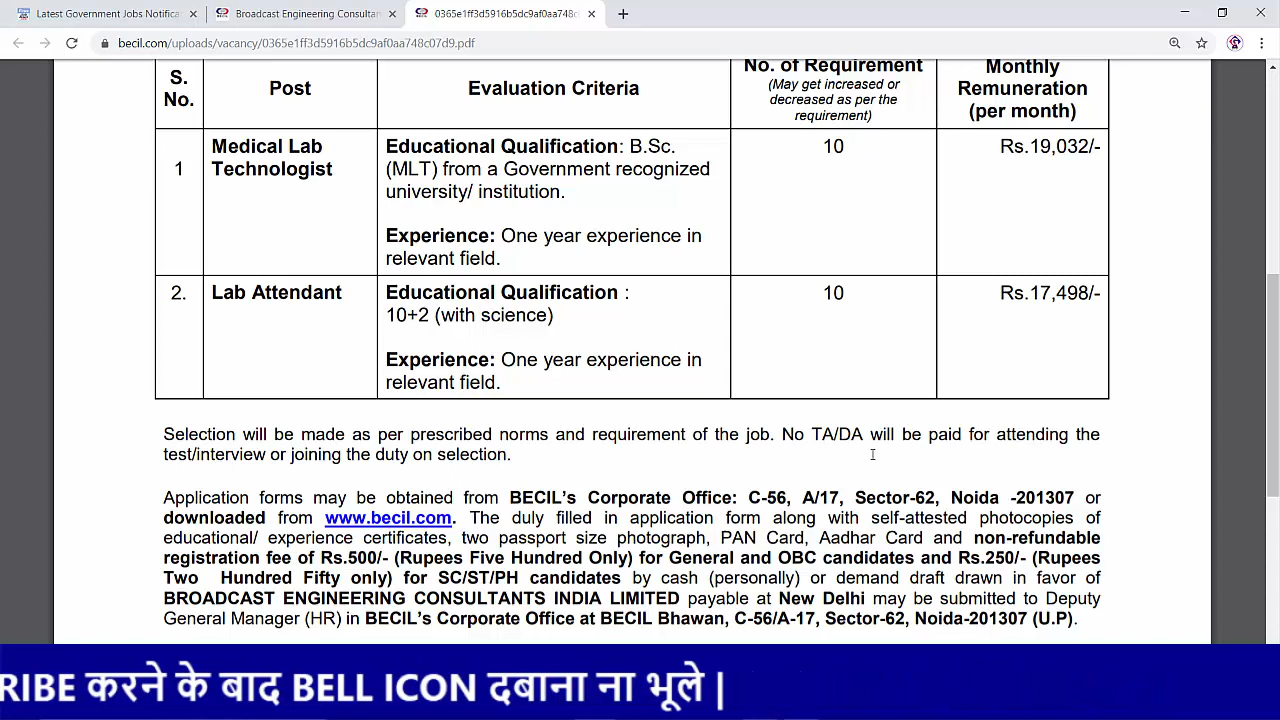 Latest Government Jobs Notifica
Broadcast Engineering Consultan
0365e1ff3d5916b5dc9af0aa748c
becil.com/uploads/vacancy/0365e1ff3d5916b5dc9af0aa748c07d9.pdf
S. No.
Post
Evaluation Criteria
No. of Requirement
(May get increased or
decreased as per the
requirement)
Monthly
Remuneration
(per month)
1
Medical Lab
Technologist
Educational Qualification: B.Sc.
(MLT) from a Government recognized
university/ institution.
Experience: One year experience in
relevant field.
10
Rs.19,032/-
2.
Lab Attendant
Educational Qualification :
10+2 (with science)
Experience: One year experience in
relevant field.
10
Rs.17,498/-
Selection will be made as per prescribed norms and requirement of the job. No TA/DA will be paid for attending the
test/interview or joining the duty on selection.
Application forms may be obtained from BECIL's Corporate Office: C-56, A/17, Sector-62, Noida -201307 or
downloaded from www.becil.com. The duly filled in application form along with self-attested photocopies of
educational/ experience certificates, two passport size photograph, PAN Card, Aadhar Card and non-refundable
registration fee of Rs.500/- (Rupees Five Hundred Only) for General and OBC candidates and Rs.250/- (Rupees
Two Hundred Fifty only) for SC/ST/PH candidates by cash (personally) or demand draft drawn in favor of
BROADCAST ENGINEERING CONSULTANTS INDIA LIMITED payable at New Delhi may be submitted to Deputy
General Manager (HR) in BECIL's Corporate Office at BECIL Bhawan, C-56/A-17, Sector-62, Noida-201307 (U.P).
RIBE करने के बाद BELL ICON दबाना ना भूले |